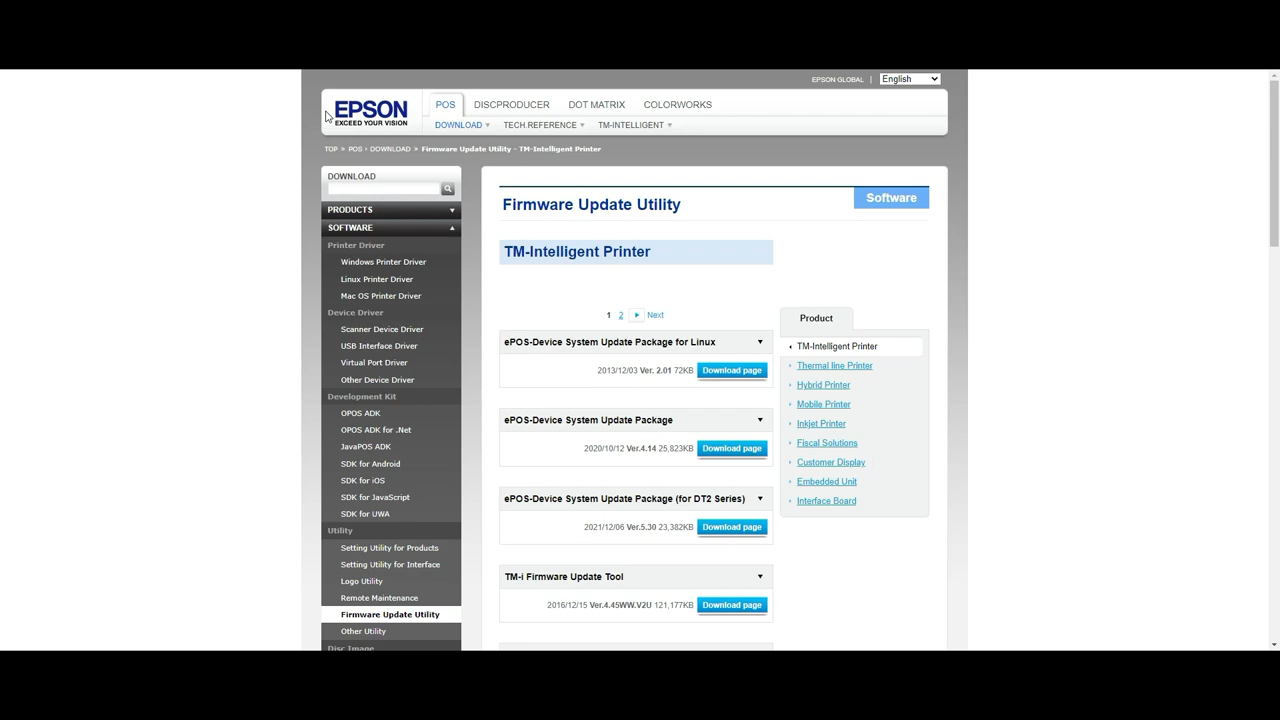 EPSON GLOBAL | English
EPSON
EXCEED YOUR VISION
POS DISCPRODUCER DOT MATRIX COLORWORKS
DOWNLOAD TECH.REFERENCE TM-INTELLIGENT
TOP > POS > DOWNLOAD > Firmware Update Utility - TM-Intelligent Printer
DOWNLOAD
PRODUCTS
SOFTWARE
Printer Driver
Windows Printer Driver
Linux Printer Driver
Mac OS Printer Driver
Device Driver
Scanner Device Driver
USB Interface Driver
Virtual Port Driver
Other Device Driver
Development Kit
OPOS ADK
OPOS ADK for .Net
JavaPOS ADK
SDK for Android
SDK for iOS
SDK for JavaScript
SDK for UWA
Utility
Setting Utility for Products
Setting Utility for Interface
Logo Utility
Remote Maintenance
Firmware Update Utility
Other Utility
Disc Image
Firmware Update Utility
Software
TM-Intelligent Printer
1 2 Next
ePOS-Device System Update Package for Linux
2013/12/03 Ver. 2.01 72KB Download page
ePOS-Device System Update Package
2020/10/12 Ver.4.14 25,823KB Download page
ePOS-Device System Update Package (for DT2 Series)
2021/12/06 Ver.5.30 23,382KB Download page
TM-i Firmware Update Tool
2016/12/15 Ver.4.45WW.V2U 121,177KB Download page
Product
TM-Intelligent Printer
Thermal line Printer
Hybrid Printer
Mobile Printer
Inkjet Printer
Fiscal Solutions
Customer Display
Embedded Unit
Interface Board